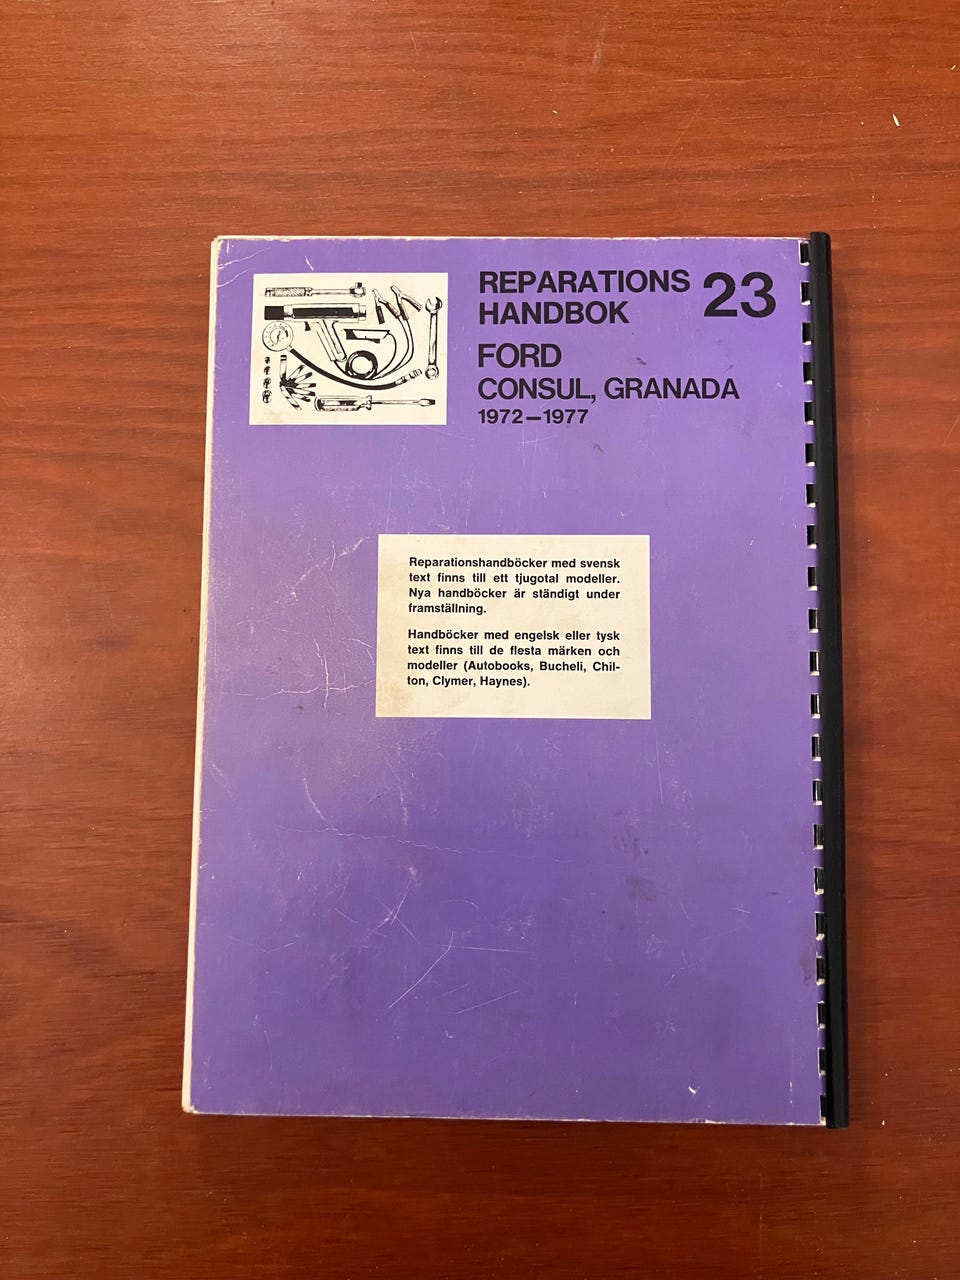 REPARATIONS 23
HANDBOK
FORD
CONSUL, GRANADA
1972–1977
Reparationshandböcker med svensk
text finns till ett tjugotal modeller.
Nya handböcker är ständigt under
framställning.
Handböcker med engelsk eller tysk
text finns till de flesta märken och
modeller (Autobooks, Bucheli, Chil-
ton, Clymer, Haynes).